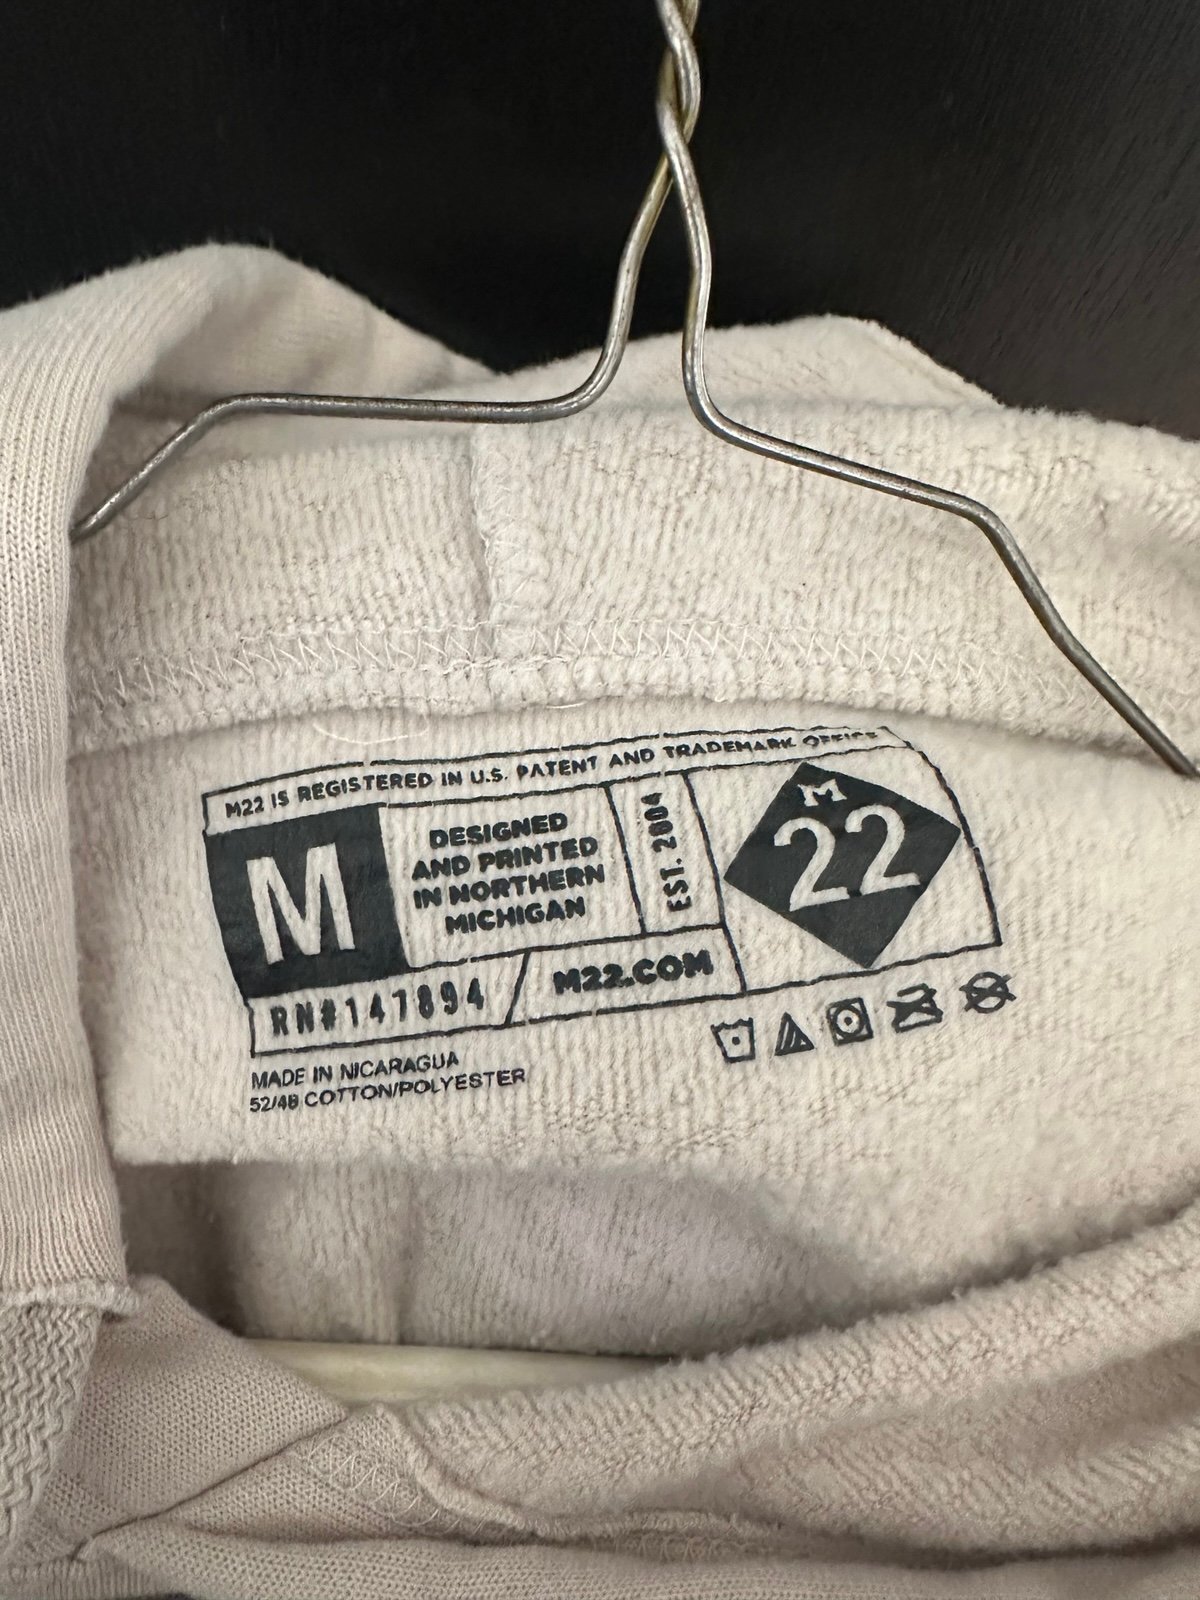 M22 IS REGISTERED IN U.S. PATENT AND TRADEMARK OFFICE
M
DESIGNED
AND PRINTED
IN NORTHERN
MICHIGAN
EST. 2004
M
22
RN#147894
M22.COM
MADE IN NICARAGUA
52/48 COTTON/POLYESTER